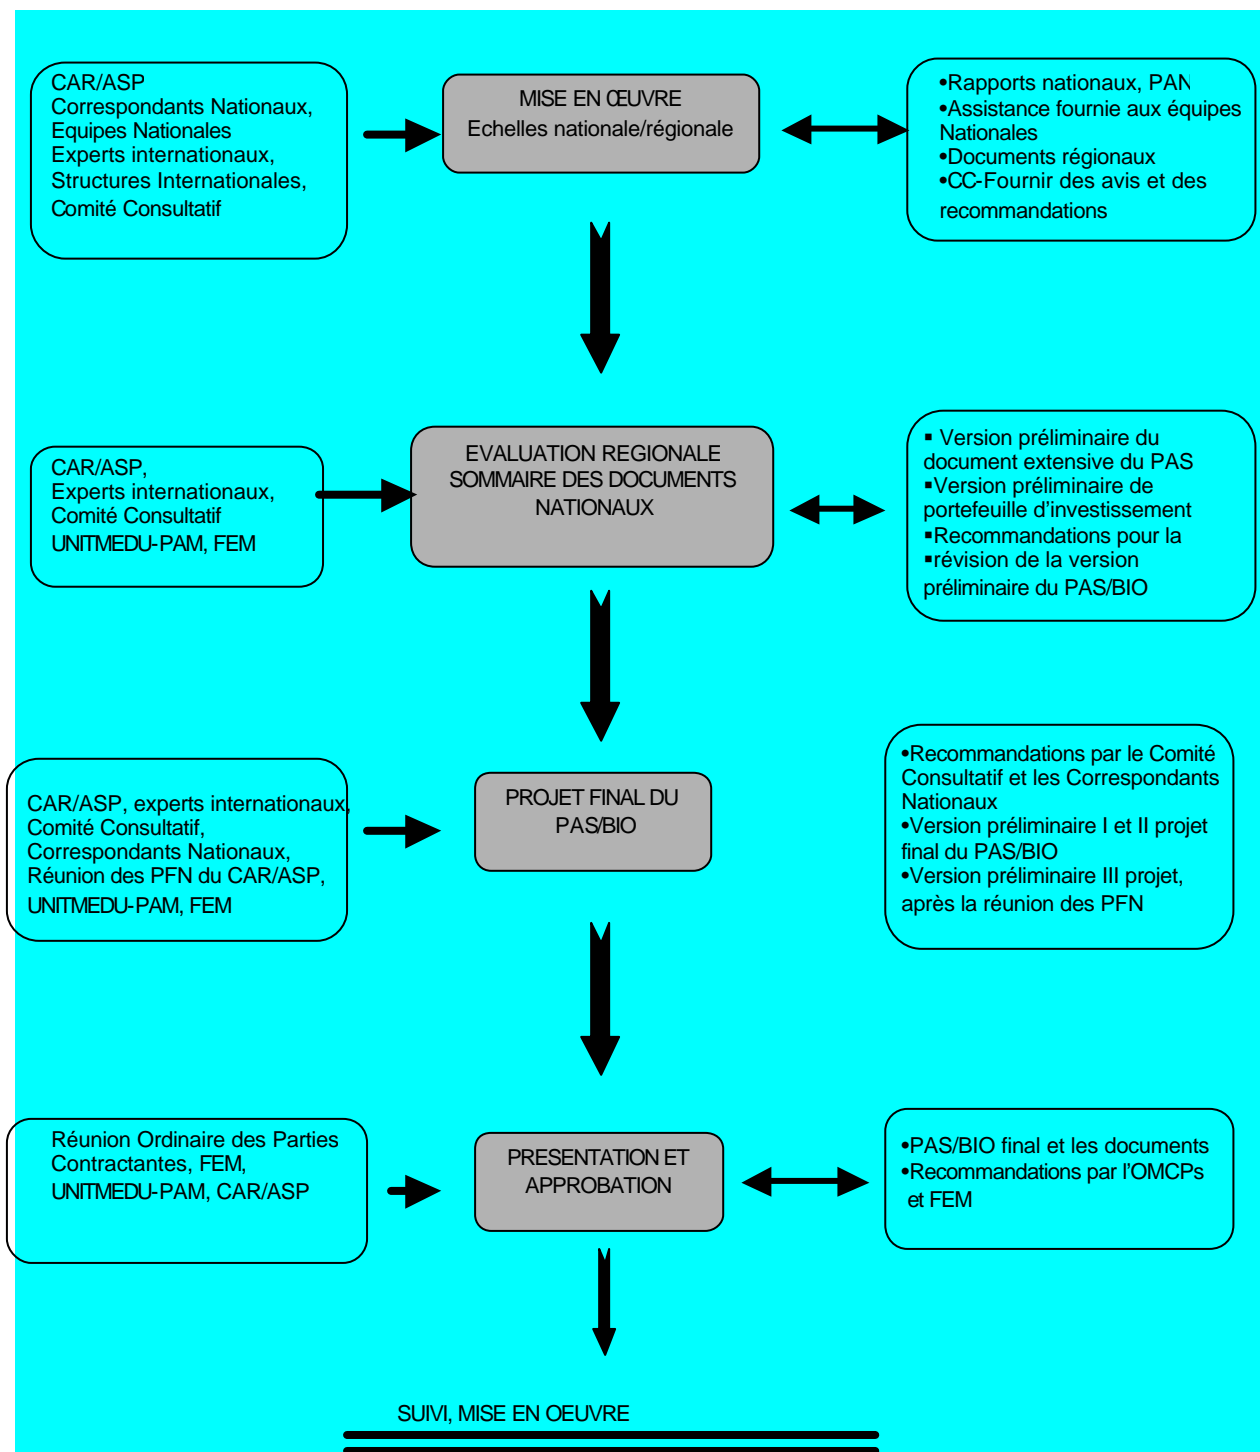 CAR/ASP
Correspondants Nationaux,
Equipes Nationales
Experts internationaux,
Structures Internationales,
Comité Consultatif
MISE EN ŒUVRE
Echelles nationale/régionale
•Rapports nationaux, PAN
•Assistance fournie aux équipes
Nationales
•Documents régionaux
•CC-Fournir des avis et des
recommandations
CAR/ASP,
Experts internationaux,
Comité Consultatif
UNITMEDU-PAM, FEM
EVALUATION REGIONALE
SOMMAIRE DES DOCUMENTS
NATIONAUX
▪ Version préliminaire du
document extensive du PAS
▪Version préliminaire de
portefeuille d'investissement
▪Recommandations pour la
▪révision de la version
préliminaire du PAS/BIO
CAR/ASP, experts internationaux,
Comité Consultatif,
Correspondants Nationaux,
Réunion des PFN du CAR/ASP,
UNITMEDU-PAM, FEM
PROJET FINAL DU
PAS/BIO
•Recommandations par le Comité
Consultatif et les Correspondants
Nationaux
•Version préliminaire I et II projet
final du PAS/BIO
•Version préliminaire III projet,
après la réunion des PFN
Réunion Ordinaire des Parties
Contractantes, FEM,
UNITMEDU-PAM, CAR/ASP
PRESENTATION ET
APPROBATION
•PAS/BIO final et les documents
•Recommandations par l'OMCPs
et FEM
SUIVI, MISE EN OEUVRE